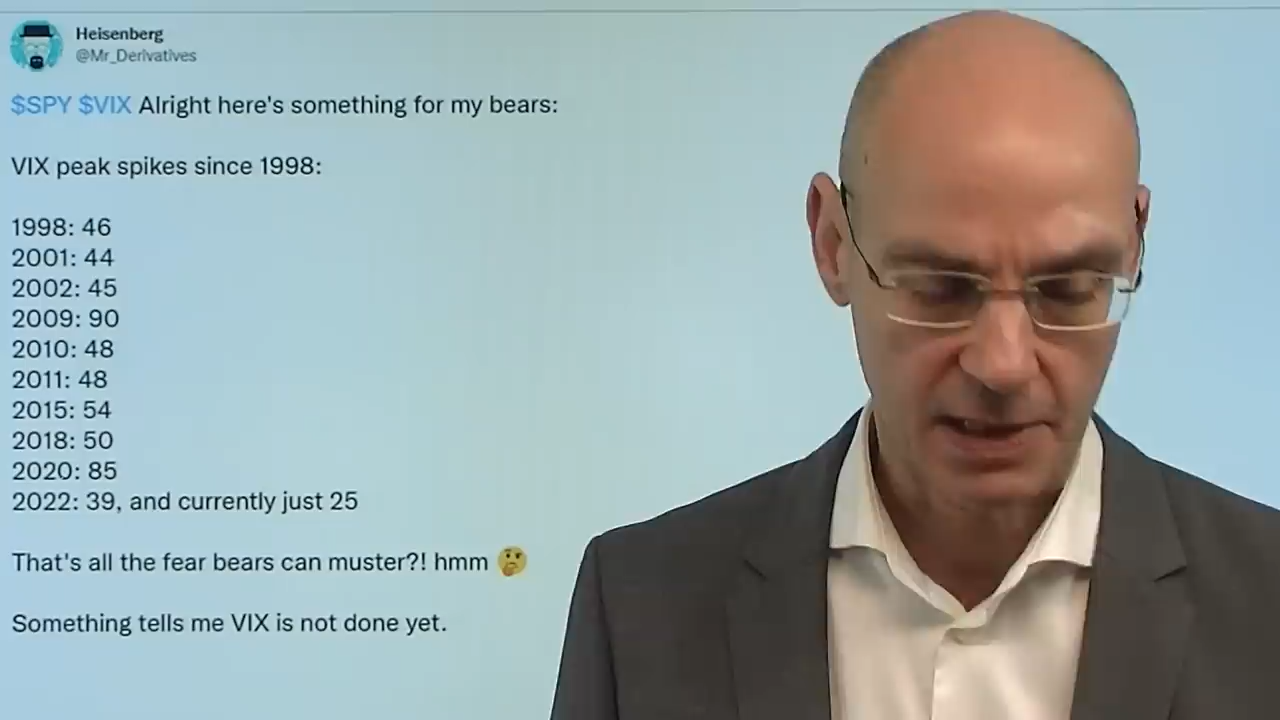 Heisenberg
@Mr_Derivatives
$SPY $VIX Alright here's something for my bears:
VIX peak spikes since 1998:
1998: 46
2001: 44
2002: 45
2009: 90
2010: 48
2011: 48
2015: 54
2018: 50
2020: 85
2022: 39, and currently just 25
That's all the fear bears can muster?! hmm 🤔
Something tells me VIX is not done yet.